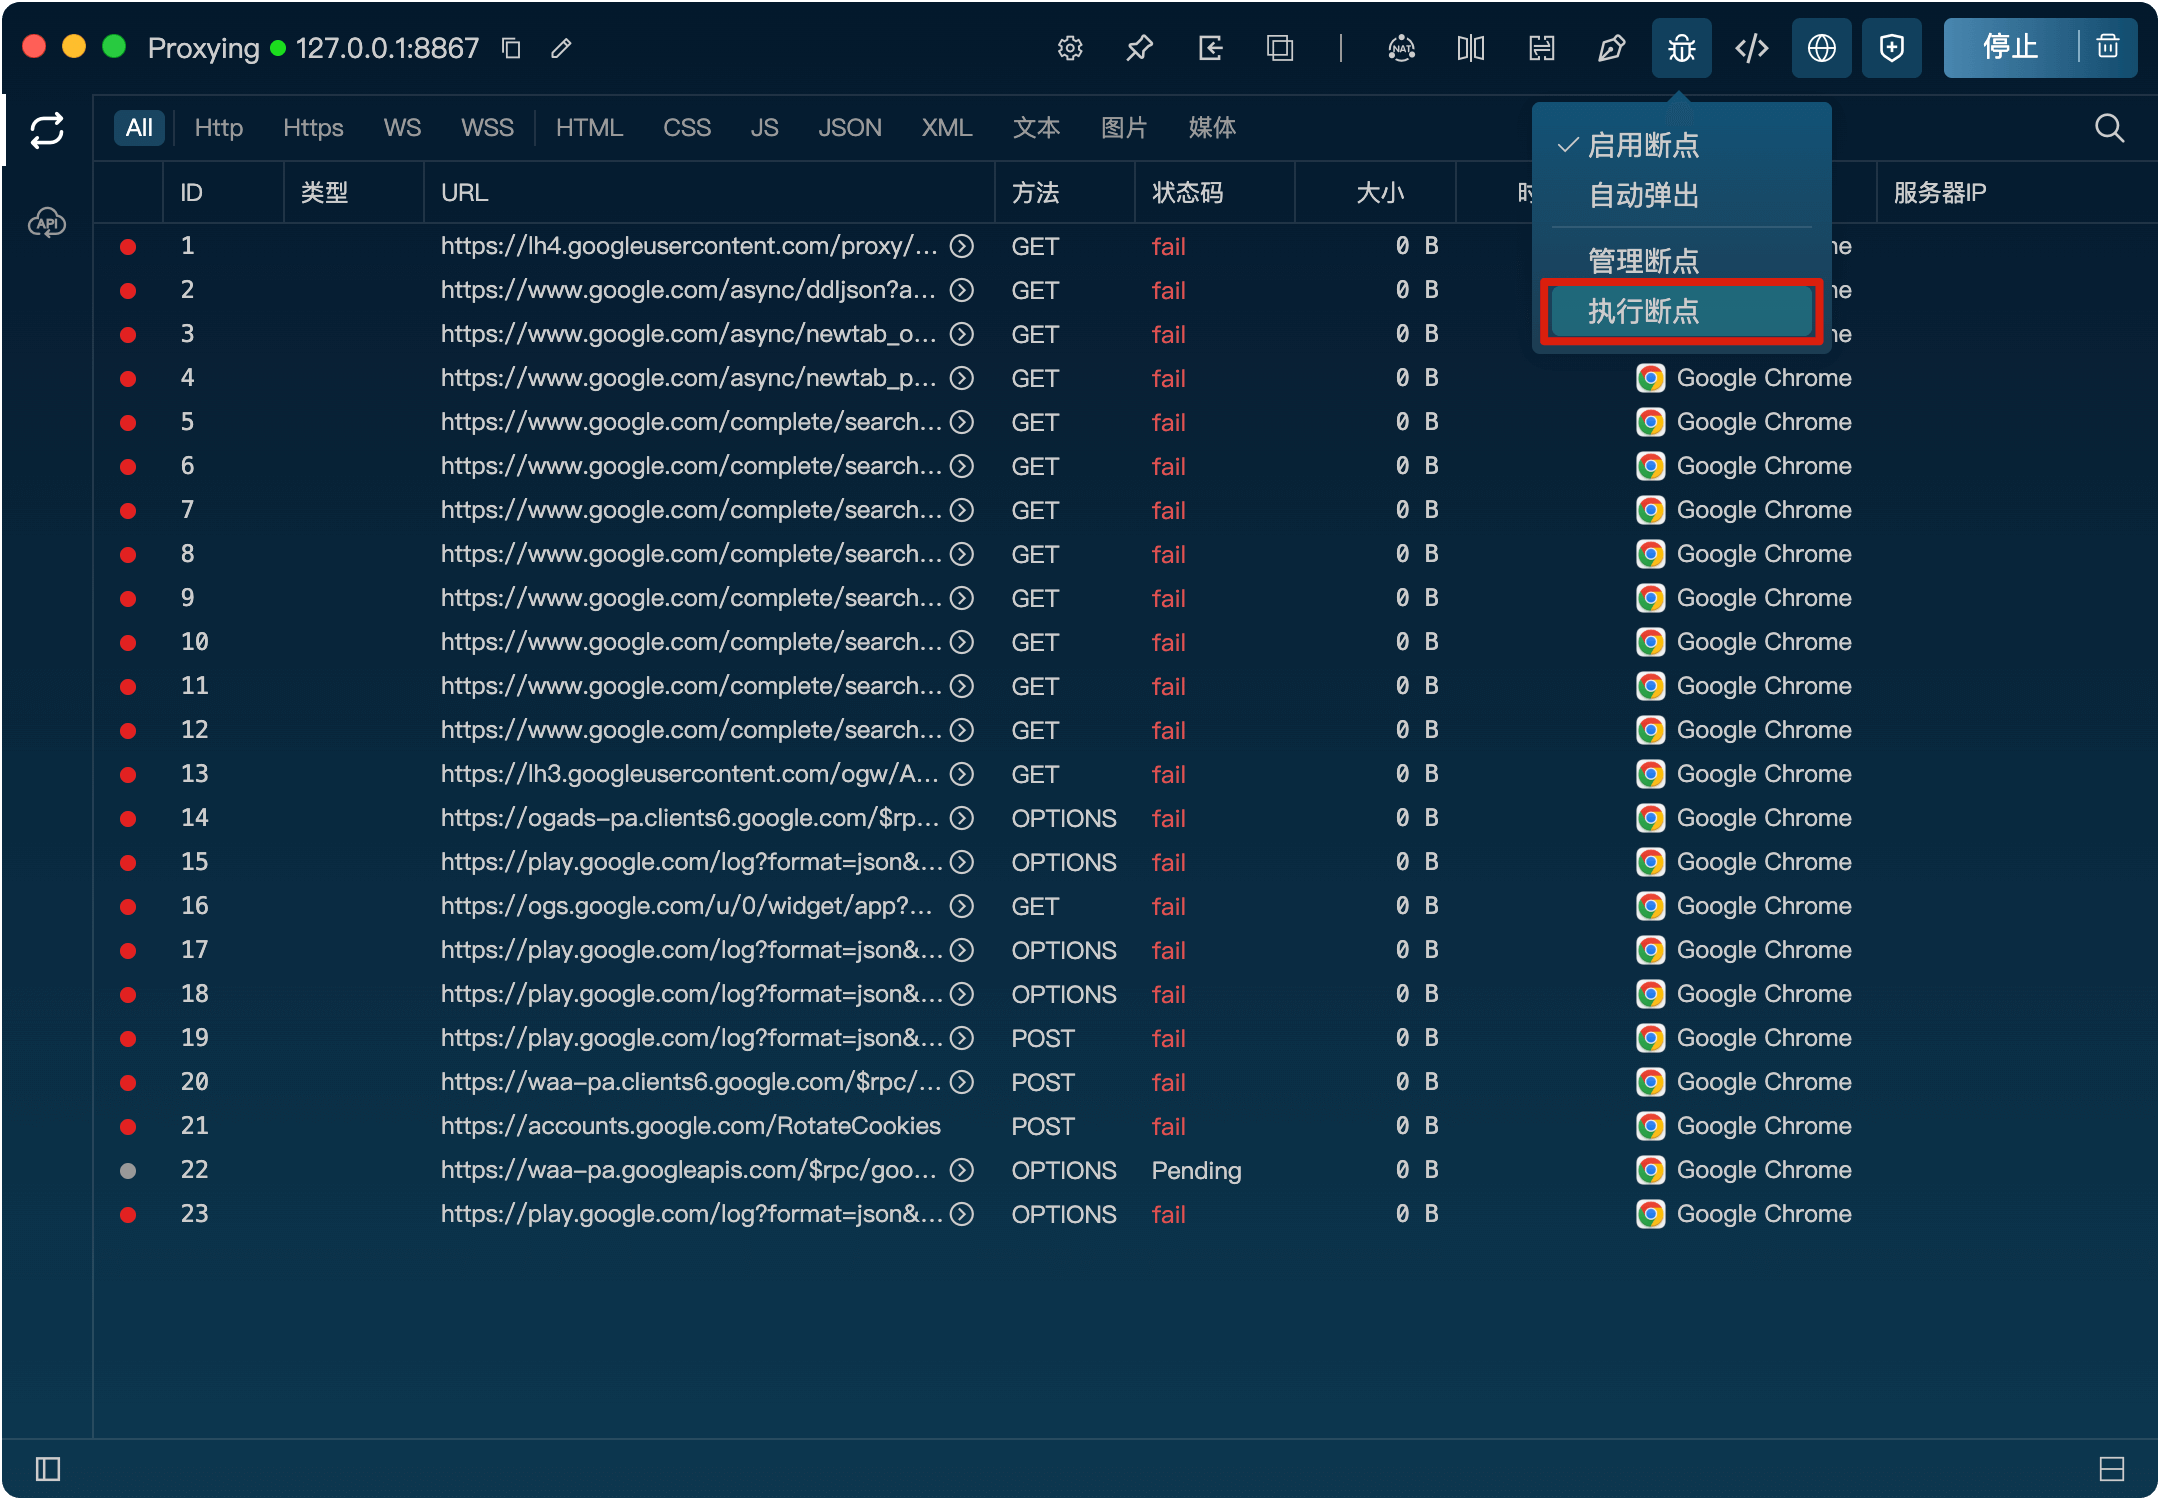 Proxying 127.0.0.1:8867 NAT 停止
All Http Https WS WSS HTML CSS JS JSON XML 文本 图片 媒体
API
启用断点
自动弹出
管理断点
执行断点
ID 类型 URL 方法 状态码 大小 时 服务器IP
1 https://lh4.googleusercontent.com/proxy/... GET fail 0 B me
2 https://www.google.com/async/ddljson?a... GET fail 0 B me
3 https://www.google.com/async/newtab_o... GET fail 0 B me
4 https://www.google.com/async/newtab_p... GET fail 0 B Google Chrome
5 https://www.google.com/complete/search... GET fail 0 B Google Chrome
6 https://www.google.com/complete/search... GET fail 0 B Google Chrome
7 https://www.google.com/complete/search... GET fail 0 B Google Chrome
8 https://www.google.com/complete/search... GET fail 0 B Google Chrome
9 https://www.google.com/complete/search... GET fail 0 B Google Chrome
10 https://www.google.com/complete/search... GET fail 0 B Google Chrome
11 https://www.google.com/complete/search... GET fail 0 B Google Chrome
12 https://www.google.com/complete/search... GET fail 0 B Google Chrome
13 https://lh3.googleusercontent.com/ogw/A... GET fail 0 B Google Chrome
14 https://ogads-pa.clients6.google.com/$rp... OPTIONS fail 0 B Google Chrome
15 https://play.google.com/log?format=json&... OPTIONS fail 0 B Google Chrome
16 https://ogs.google.com/u/0/widget/app?... GET fail 0 B Google Chrome
17 https://play.google.com/log?format=json&... OPTIONS fail 0 B Google Chrome
18 https://play.google.com/log?format=json&... OPTIONS fail 0 B Google Chrome
19 https://play.google.com/log?format=json&... POST fail 0 B Google Chrome
20 https://waa-pa.clients6.google.com/$rpc/... POST fail 0 B Google Chrome
21 https://accounts.google.com/RotateCookies POST fail 0 B Google Chrome
22 https://waa-pa.googleapis.com/$rpc/goo... OPTIONS Pending 0 B Google Chrome
23 https://play.google.com/log?format=json&... OPTIONS fail 0 B Google Chrome